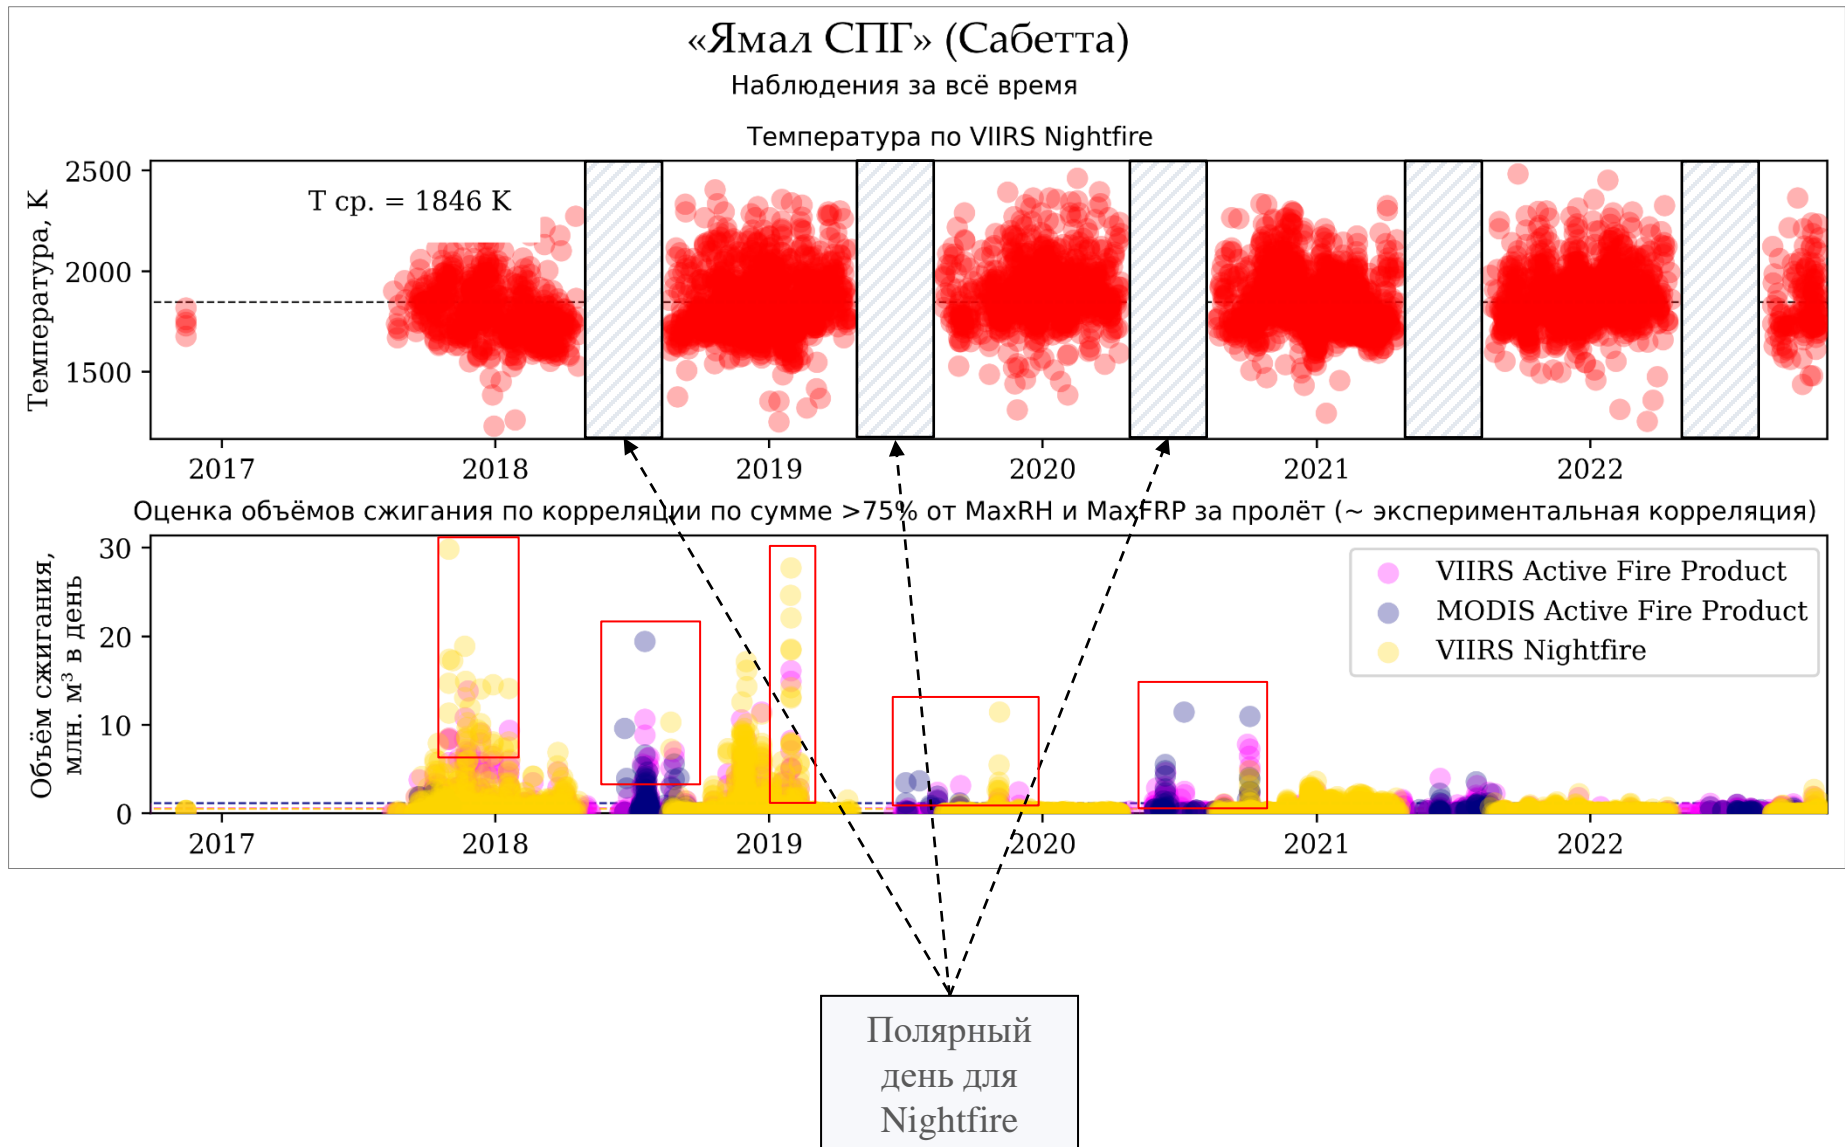 «Ямал СПГ» (Сабетта)
Наблюдения за всё время
Температура по VIIRS Nightfire
Температура, K
2500
2000
1500
T ср. = 1846 K
2017 2018 2019 2020 2021 2022
Оценка объёмов сжигания по корреляции по сумме >75% от MaxRH и MaxFRP за пролёт (~ экспериментальная корреляция)
Объём сжигания,
млн. м³ в день
30
20
10
0
VIIRS Active Fire Product
MODIS Active Fire Product
VIIRS Nightfire
2017 2018 2019 2020 2021 2022
Полярный
день для
Nightfire